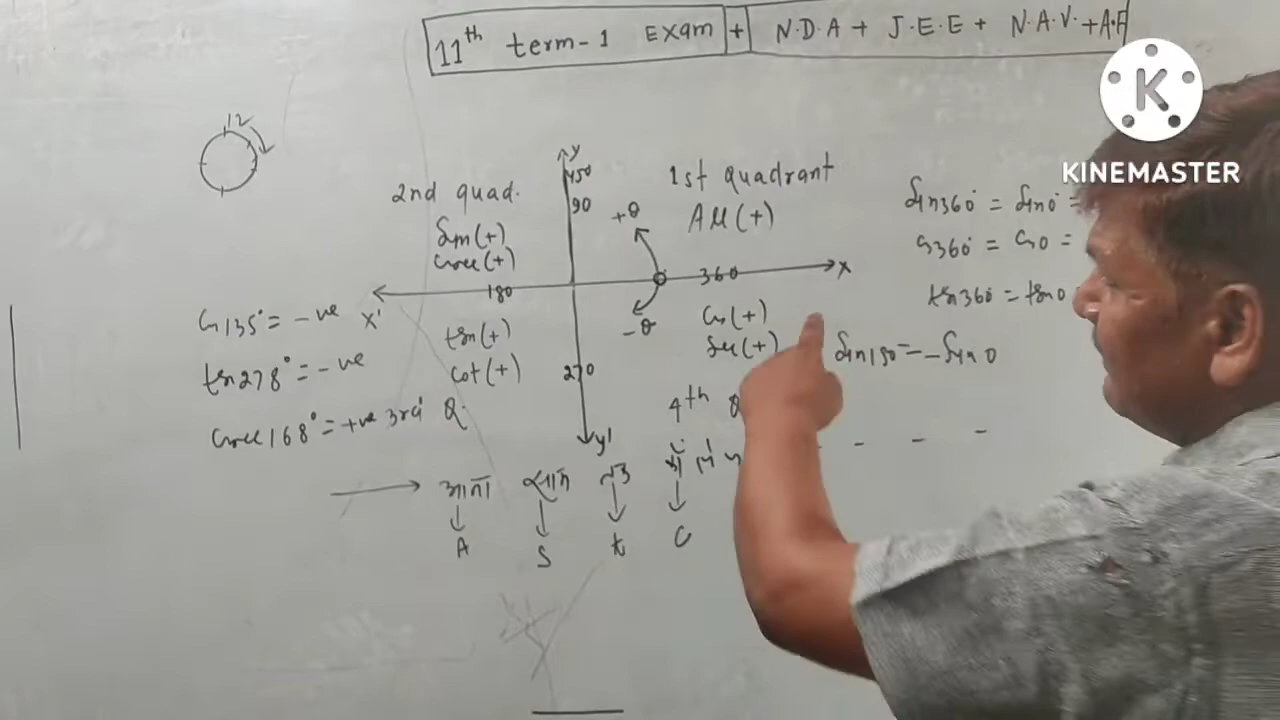 11th term-1 Exam + N.D.A + J.E.E + N.A.V. + A.F
KINEMASTER
12
y
450
90
2nd quad.
sin(+)
cosec(+)
1st quadrant
All(+)
+θ
-θ
180
360
x
x'
270
y'
tan(+)
cot(+)
3rd Q.
cos(+)
sec(+)
4th Q
cos135° = -ve
tan278° = -ve
cosec168° = +ve
sin360° = sin0° =
cos360° = cos0 =
tan360° = tan0
sin180 = -sin0
A
S
t
C